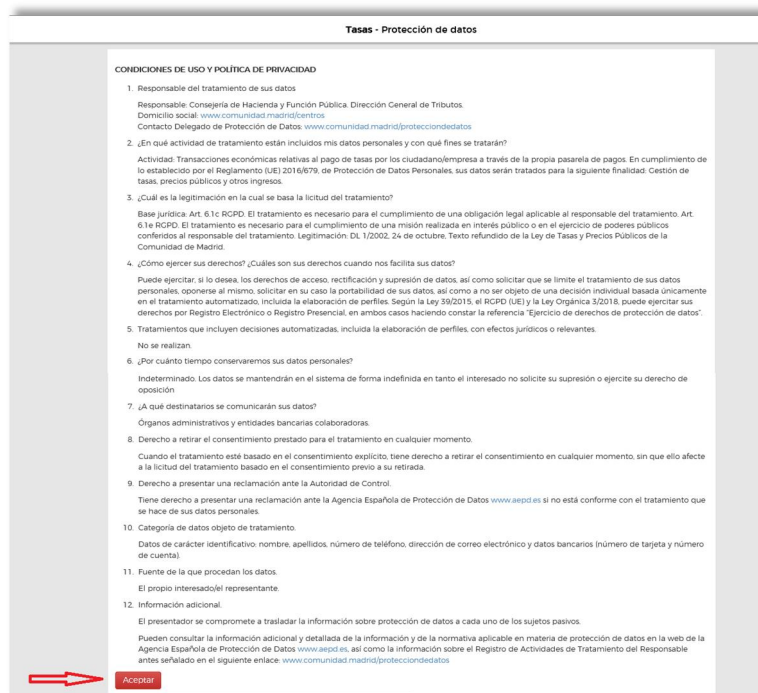 Tasas - Protección de datos
CONDICIONES DE USO Y POLÍTICA DE PRIVACIDAD
1. Responsable del tratamiento de sus datos
Responsable: Consejería de Hacienda y Función Pública. Dirección General de Tributos.
Domicilio social: www.comunidad.madrid/centros
Contacto Delegado de Protección de Datos: www.comunidad.madrid/protecciondedatos
2. ¿En qué actividad de tratamiento están incluidos mis datos personales y con qué fines se tratarán?
Actividad: Transacciones económicas relativas al pago de tasas por los ciudadano/empresa a través de la propia pasarela de pagos. En cumplimiento de
lo establecido por el Reglamento (UE) 2016/679, de Protección de Datos Personales, sus datos serán tratados para la siguiente finalidad: Gestión de
tasas, precios públicos y otros ingresos.
3. ¿Cuál es la legitimación en la cual se basa la licitud del tratamiento?
Base jurídica: Art. 6.1c RGPD. El tratamiento es necesario para el cumplimiento de una obligación legal aplicable al responsable del tratamiento. Art.
6.1e RGPD. El tratamiento es necesario para el cumplimiento de una misión realizada en interés público o en el ejercicio de poderes públicos
conferidos al responsable del tratamiento. Legitimación: DL 1/2002, 24 de octubre, Texto refundido de la Ley de Tasas y Precios Públicos de la
Comunidad de Madrid.
4. ¿Cómo ejercer sus derechos? ¿Cuáles son sus derechos cuando nos facilita sus datos?
Puede ejercitar, si lo desea, los derechos de acceso, rectificación y supresión de datos, así como solicitar que se limite el tratamiento de sus datos
personales, oponerse al mismo, solicitar en su caso la portabilidad de sus datos, así como a no ser objeto de una decisión individual basada únicamente
en el tratamiento automatizado, incluida la elaboración de perfiles. Según la Ley 39/2015, el RGPD (UE) y la Ley Orgánica 3/2018, puede ejercitar sus
derechos por Registro Electrónico o Registro Presencial, en ambos casos haciendo constar la referencia "Ejercicio de derechos de protección de datos".
5. Tratamientos que incluyen decisiones automatizadas, incluida la elaboración de perfiles, con efectos jurídicos o relevantes.
No se realizan.
6. ¿Por cuánto tiempo conservaremos sus datos personales?
Indeterminado. Los datos se mantendrán en el sistema de forma indefinida en tanto el interesado no solicite su supresión o ejercite su derecho de
oposición
7. ¿A qué destinatarios se comunicarán sus datos?
Órganos administrativos y entidades bancarias colaboradoras.
8. Derecho a retirar el consentimiento prestado para el tratamiento en cualquier momento.
Cuando el tratamiento esté basado en el consentimiento explícito, tiene derecho a retirar el consentimiento en cualquier momento, sin que ello afecte
a la licitud del tratamiento basado en el consentimiento previo a su retirada.
9. Derecho a presentar una reclamación ante la Autoridad de Control.
Tiene derecho a presentar una reclamación ante la Agencia Española de Protección de Datos www.aepd.es si no está conforme con el tratamiento que
se hace de sus datos personales.
10. Categoría de datos objeto de tratamiento.
Datos de carácter identificativo: nombre, apellidos, número de teléfono, dirección de correo electrónico y datos bancarios (número de tarjeta y número
de cuenta).
11. Fuente de la que procedan los datos.
El propio interesado/el representante.
12. Información adicional.
El presentador se compromete a trasladar la información sobre protección de datos a cada uno de los sujetos pasivos.
Pueden consultar la información adicional y detallada de la información y de la normativa aplicable en materia de protección de datos en la web de la
Agencia Española de Protección de Datos www.aepd.es, así como la información sobre el Registro de Actividades de Tratamiento del Responsable
antes señalado en el siguiente enlace: www.comunidad.madrid/protecciondedatos
Aceptar